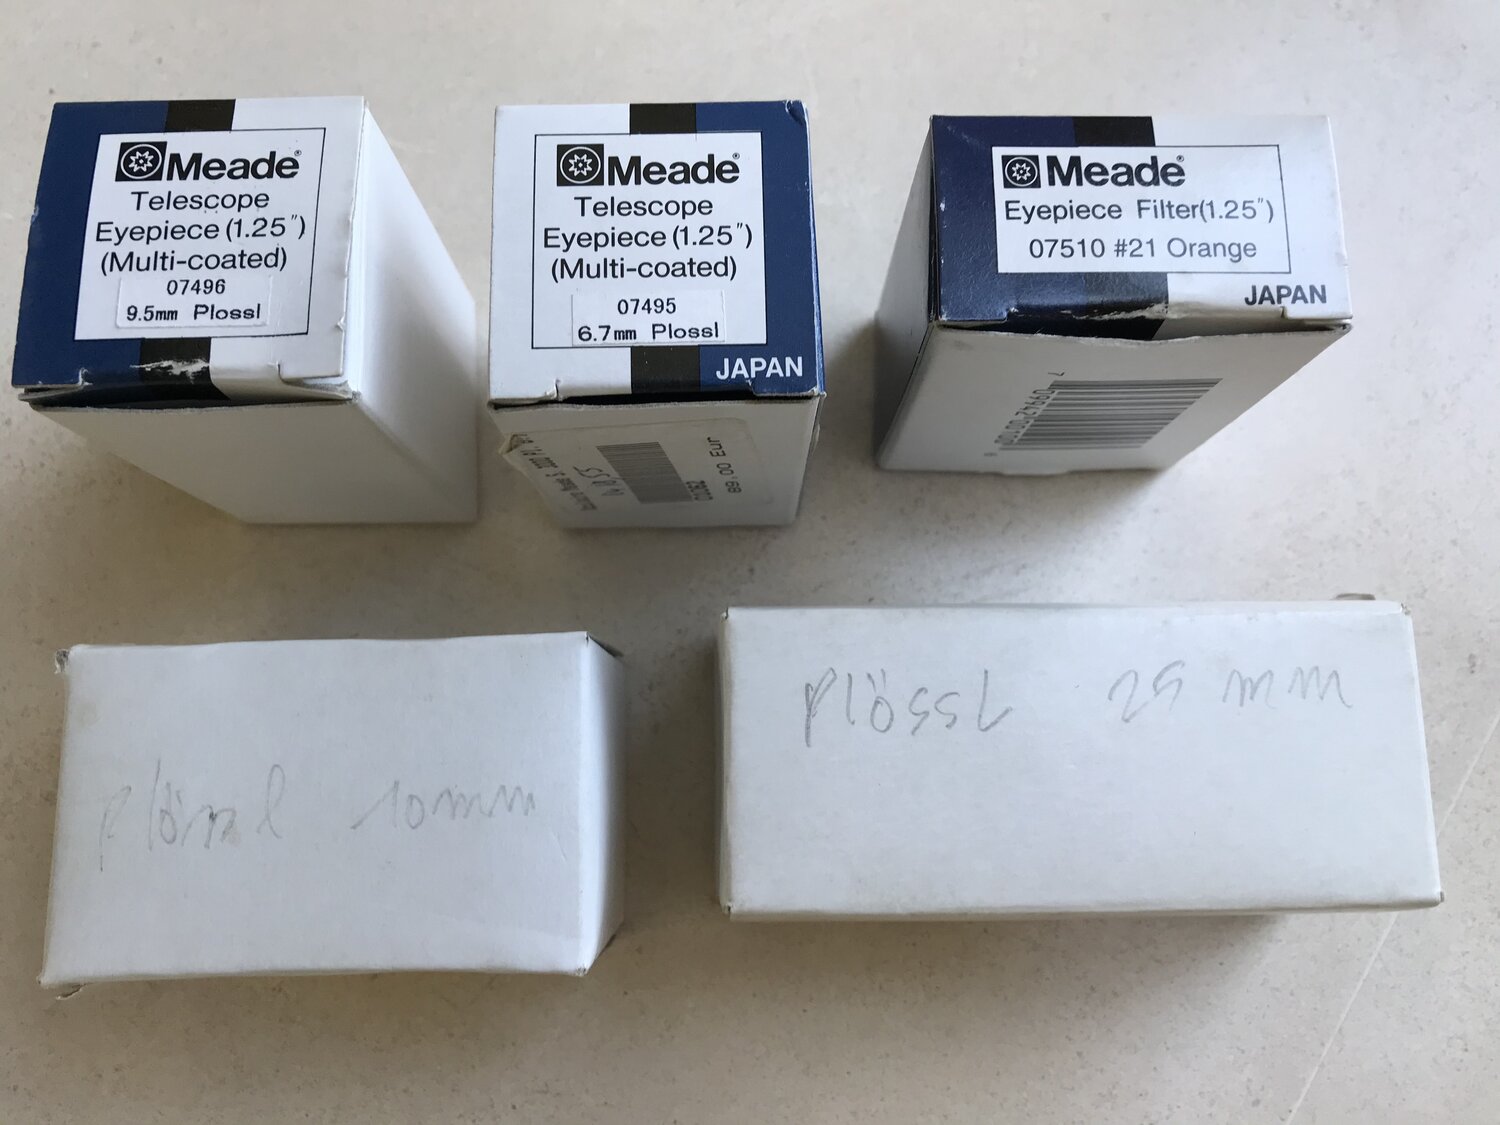 Meade®
Telescope
Eyepiece (1.25")
(Multi-coated)
07496
9.5mm Plossl
Meade®
Telescope
Eyepiece (1.25")
(Multi-coated)
07495
6.7mm Plossl
JAPAN
89,00 Eur
Meade®
Eyepiece Filter(1.25")
07510 #21 Orange
JAPAN
Plössl 10mm
Plössl 25 mm